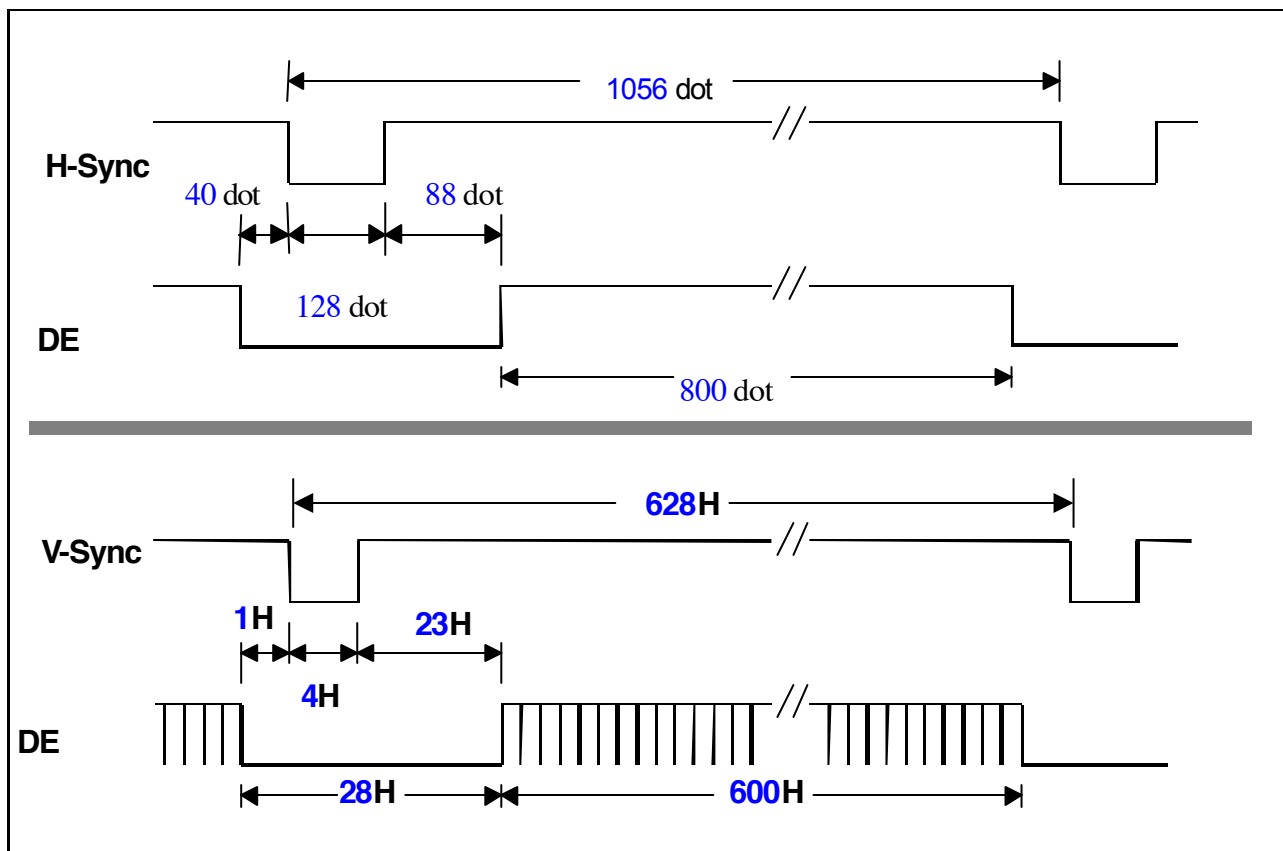 1056 dot
H-Sync
40 dot
88 dot
128 dot
DE
800 dot
628H
V-Sync
1H
23H
4H
DE
28H
600H